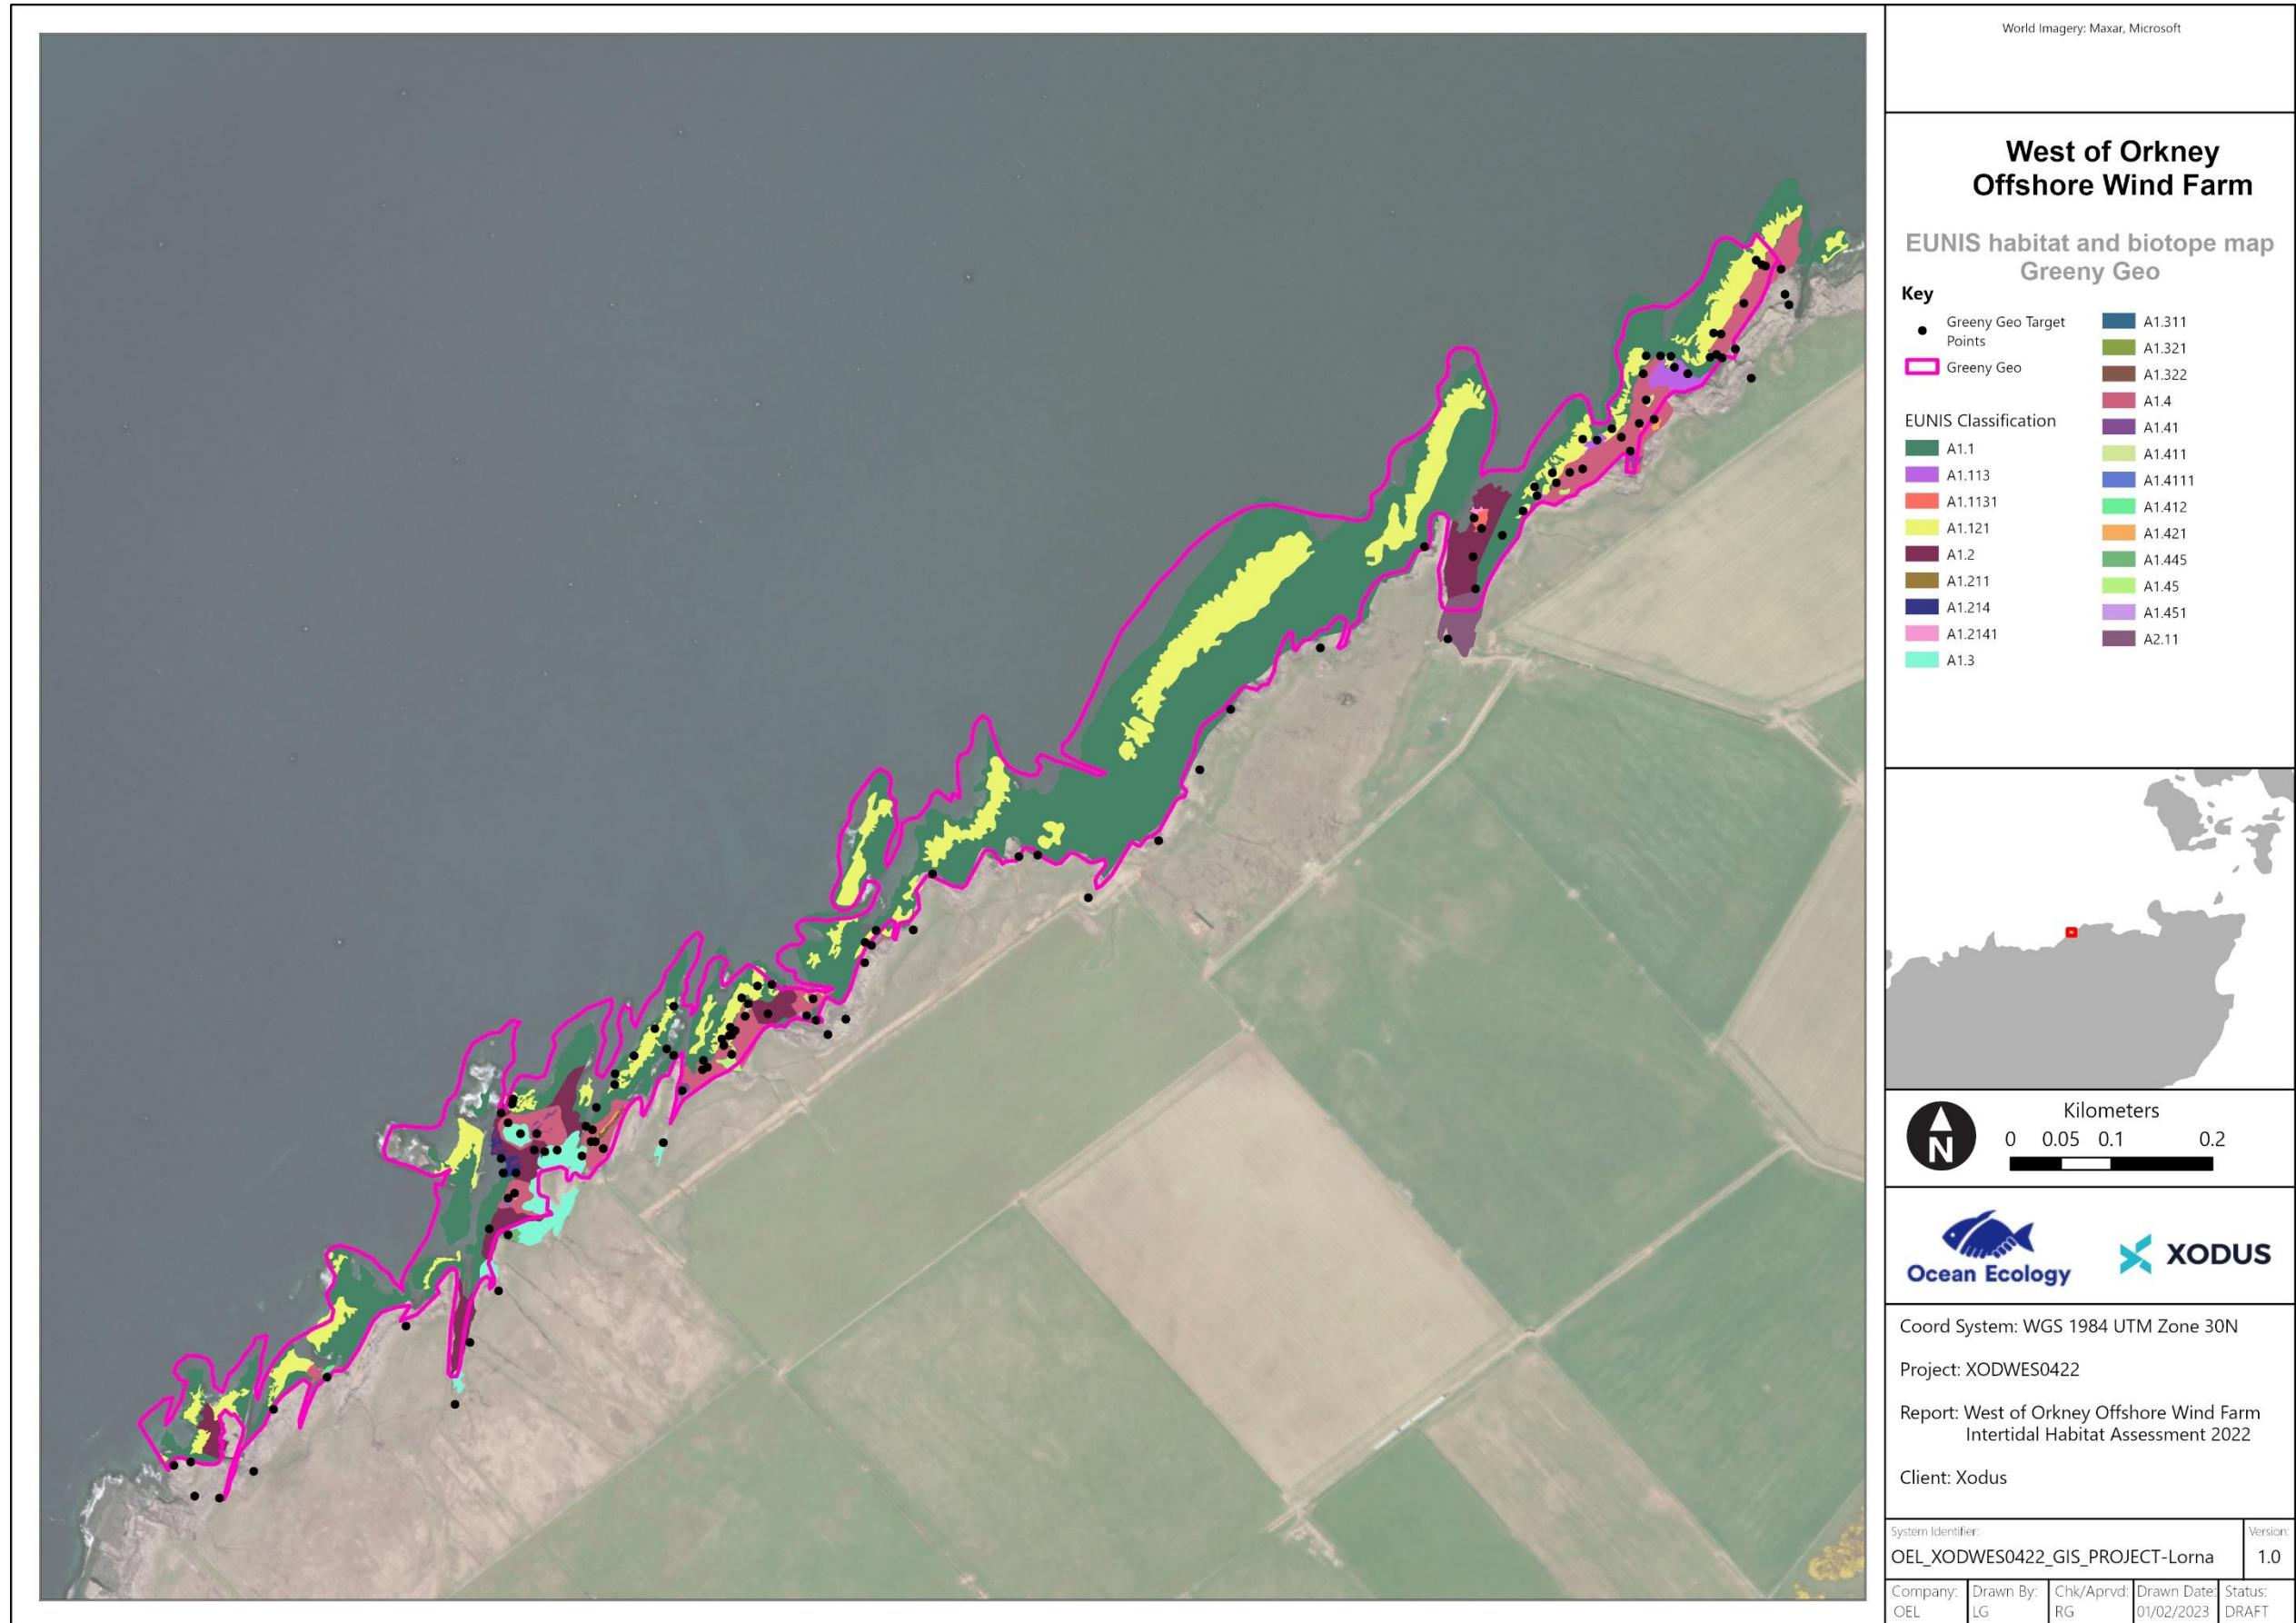 World Imagery: Maxar, Microsoft
West of Orkney
Offshore Wind Farm
EUNIS habitat and biotope map
Greeny Geo
Key
Greeny Geo Target
Points
Greeny Geo
EUNIS Classification
A1.1
A1.113
A1.1131
A1.121
A1.2
A1.211
A1.214
A1.2141
A1.3
A1.311
A1.321
A1.322
A1.4
A1.41
A1.411
A1.4111
A1.412
A1.421
A1.445
A1.45
A1.451
A2.11
N
Kilometers
0 0.05 0.1 0.2
Ocean Ecology
XODUS
Coord System: WGS 1984 UTM Zone 30N
Project: XODWES0422
Report: West of Orkney Offshore Wind Farm
Intertidal Habitat Assessment 2022
Client: Xodus
System Identifier: Version:
OEL_XODWES0422_GIS_PROJECT-Lorna 1.0
Company: Drawn By: Chk/Aprvd: Drawn Date: Status:
OEL LG RG 01/02/2023 DRAFT